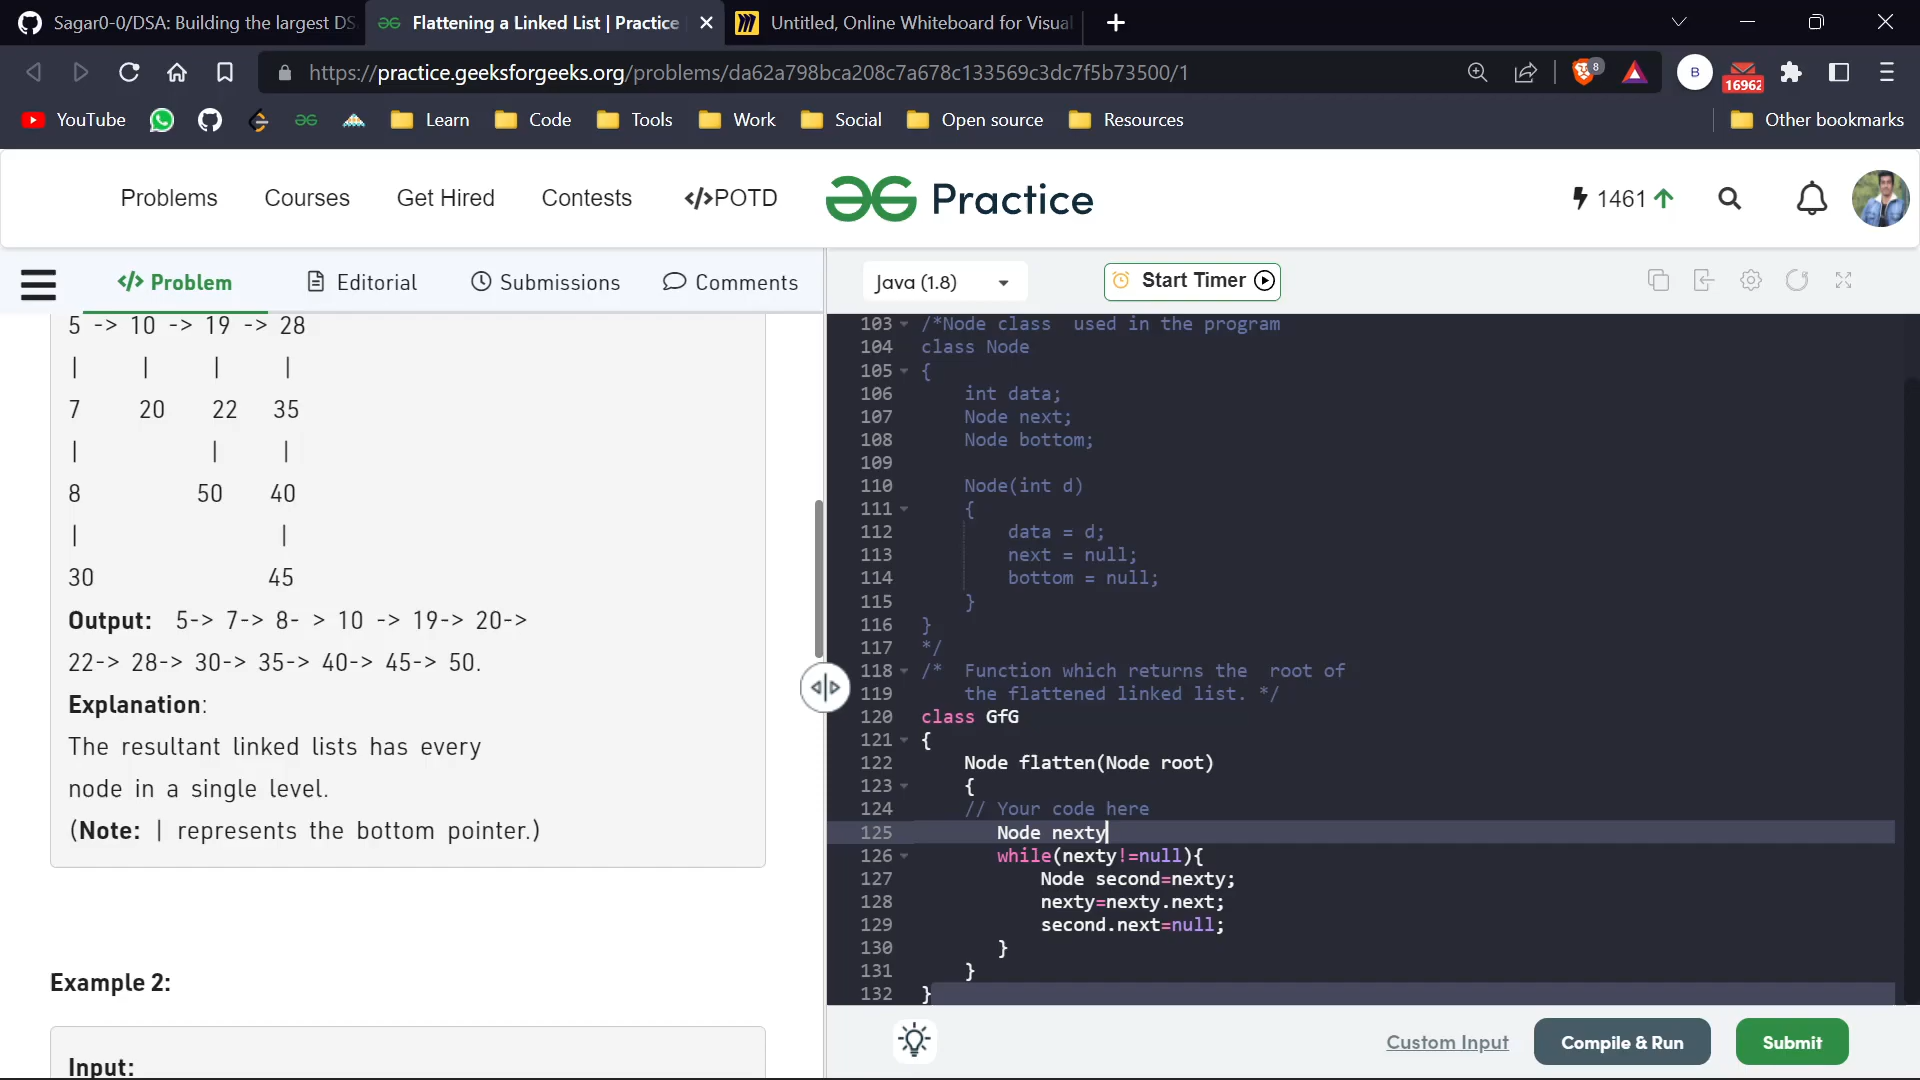 Sagar0-0/DSA: Building the largest DS
Flattening a Linked List | Practice
Untitled, Online Whiteboard for Visual
https://practice.geeksforgeeks.org/problems/da62a798bca208c7a678c133569c3dc7f5b73500/1
8
B
16962
YouTube
Learn
Code
Tools
Work
Social
Open source
Resources
Other bookmarks
Problems
Courses
Get Hired
Contests
</>POTD
Practice
1461
</> Problem
Editorial
Submissions
Comments
Java (1.8)
Start Timer
5 -> 10 -> 19 -> 28
| | | |
7 20 22 35
| | |
8 50 40
| |
30 45
Output: 5-> 7-> 8- > 10 -> 19-> 20->
22-> 28-> 30-> 35-> 40-> 45-> 50.
Explanation:
The resultant linked lists has every
node in a single level.
(Note: | represents the bottom pointer.)
Example 2:
Input:
103 /*Node class used in the program
104 class Node
105 {
106 int data;
107 Node next;
108 Node bottom;
109
110 Node(int d)
111 {
112 data = d;
113 next = null;
114 bottom = null;
115 }
116 }
117 */
118 /* Function which returns the root of
119 the flattened linked list. */
120 class GfG
121 {
122 Node flatten(Node root)
123 {
124 // Your code here
125 Node nexty
126 while(nexty!=null){
127 Node second=nexty;
128 nexty=nexty.next;
129 second.next=null;
130 }
131 }
132 }
Custom Input
Compile & Run
Submit